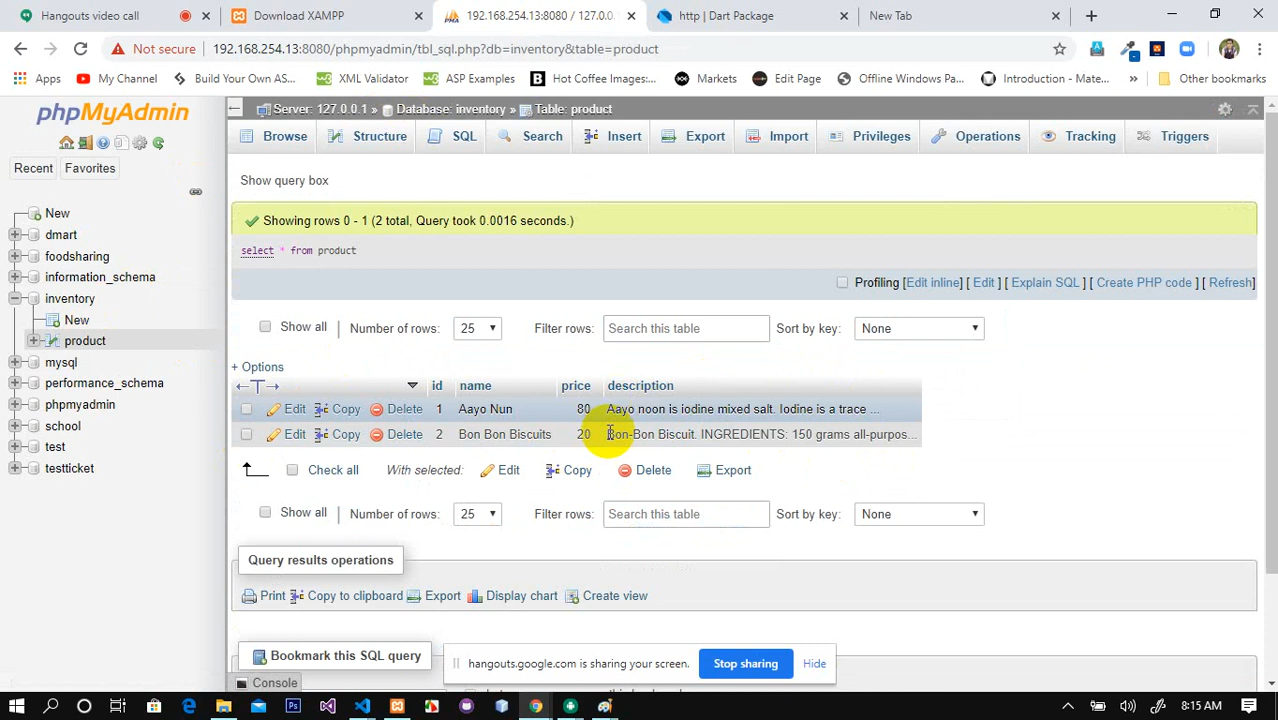 Hangouts video call
Download XAMPP
192.168.254.13:8080 / 127.0.0.
http | Dart Package
New Tab
Not secure | 192.168.254.13:8080/phpmyadmin/tbl_sql.php?db=inventory&table=product
Apps
My Channel
Build Your Own AS...
XML Validator
ASP Examples
Hot Coffee Images:...
Markets
Edit Page
Offline Windows Pa...
Introduction - Mate...
»
Other bookmarks
phpMyAdmin
Recent
Favorites
New
dmart
foodsharing
information_schema
inventory
New
product
mysql
performance_schema
phpmyadmin
school
test
testticket
Server: 127.0.0.1 » Database: inventory » Table: product
Browse
Structure
SQL
Search
Insert
Export
Import
Privileges
Operations
Tracking
Triggers
Show query box
Showing rows 0 - 1 (2 total, Query took 0.0016 seconds.)
select * from product
Profiling [Edit inline] [ Edit ] [ Explain SQL ] [ Create PHP code ] [ Refresh]
Show all | Number of rows: 25 Filter rows: Search this table Sort by key: None
+ Options
id name price description
Edit Copy Delete 1 Aayo Nun 80 Aayo noon is iodine mixed salt. Iodine is a trace ...
Edit Copy Delete 2 Bon Bon Biscuits 20 Bon-Bon Biscuit. INGREDIENTS: 150 grams all-purpos...
Check all With selected: Edit Copy Delete Export
Show all | Number of rows: 25 Filter rows: Search this table Sort by key: None
Query results operations
Print Copy to clipboard Export Display chart Create view
Bookmark this SQL query
hangouts.google.com is sharing your screen.
Stop sharing
Hide
Console
8:15 AM